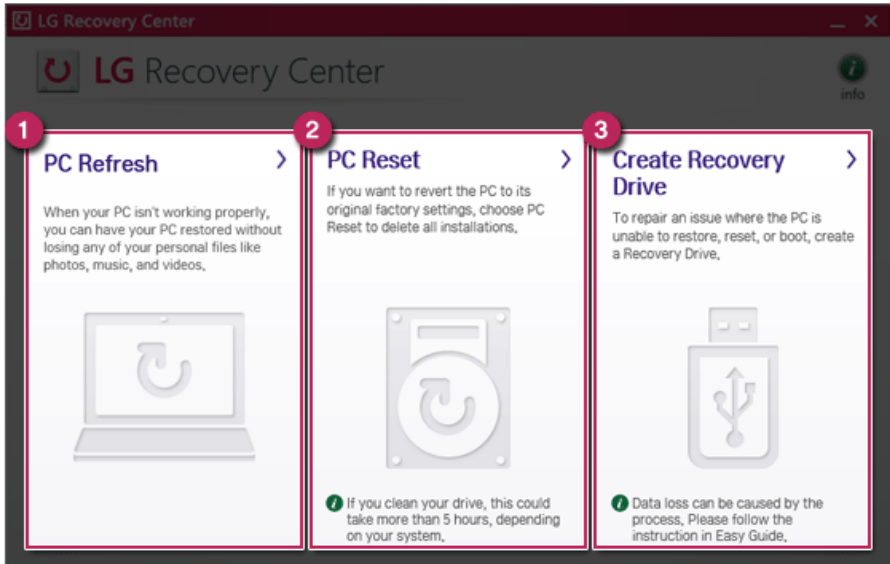 LG Recovery Center
LG Recovery Center
info
1
PC Refresh
When your PC isn't working properly,
you can have your PC restored without
losing any of your personal files like
photos, music, and videos.
2
PC Reset
If you want to revert the PC to its
original factory settings, choose PC
Reset to delete all installations.
If you clean your drive, this could
take more than 5 hours, depending
on your system.
3
Create Recovery
Drive
To repair an issue where the PC is
unable to restore, reset, or boot, create
a Recovery Drive.
Data loss can be caused by the
process. Please follow the
instruction in Easy Guide.